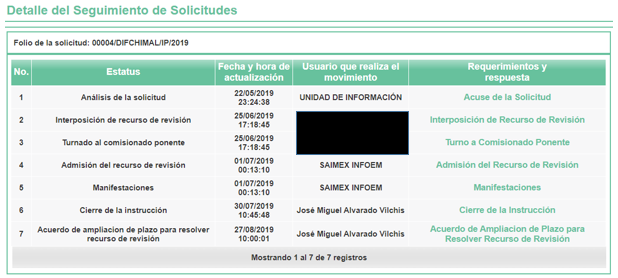 Detalle del Seguimiento de Solicitudes
Folio de la solicitud: 00004/DIFCHIMAL/IP/2019
No. Estatus Fecha y hora de actualización Usuario que realiza el movimiento Requerimientos y respuesta
1 Análisis de la solicitud 22/05/2019 23:24:38 UNIDAD DE INFORMACIÓN Acuse de la Solicitud
2 Interposición de recurso de revisión 25/06/2019 17:18:45 Interposición de Recurso de Revisión
3 Turnado al comisionado ponente 25/06/2019 17:18:45 Turno a Comisionado Ponente
4 Admisión del recurso de revisión 01/07/2019 00:13:10 SAIMEX INFOEM Admisión del Recurso de Revisión
5 Manifestaciones 01/07/2019 00:13:10 SAIMEX INFOEM Manifestaciones
6 Cierre de la instrucción 30/07/2019 10:45:48 José Miguel Alvarado Vilchis Cierre de la Instrucción
7 Acuerdo de ampliacion de plazo para resolver recurso de revisión 27/08/2019 10:00:01 José Miguel Alvarado Vilchis Acuerdo de Ampliacion de Plazo para Resolver Recurso de Revisión
Mostrando 1 al 7 de 7 registros